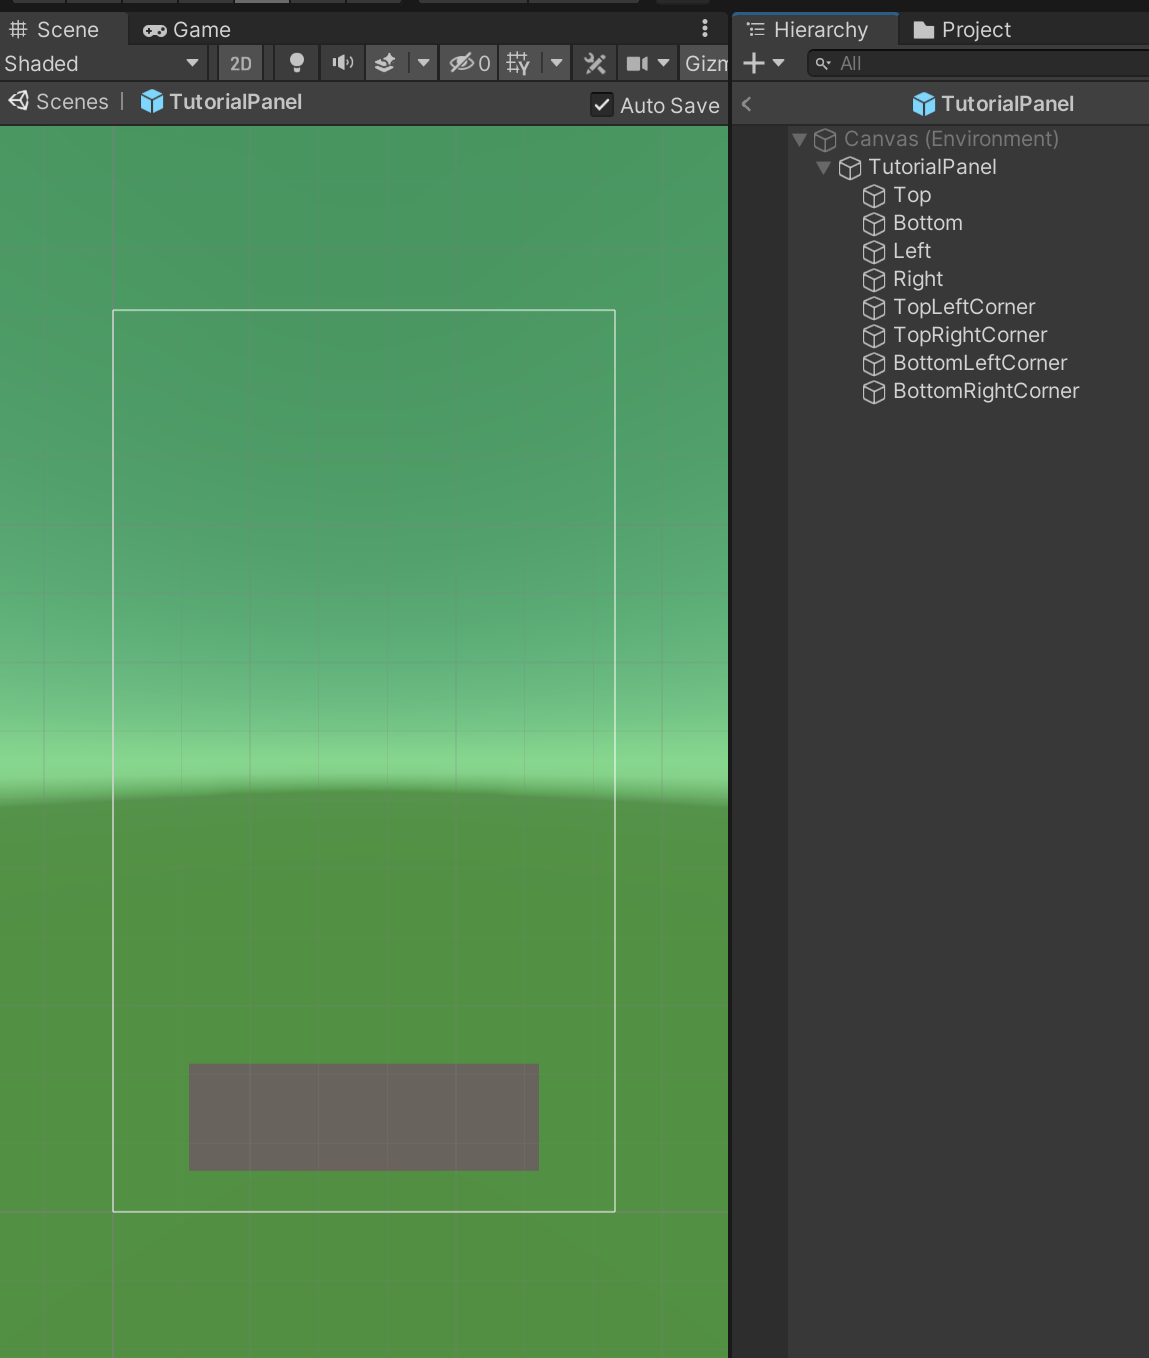 Scene
Game
Hierarchy
Project
Shaded
2D
0
All
Scenes | TutorialPanel
Auto Save
TutorialPanel
Canvas (Environment)
TutorialPanel
Top
Bottom
Left
Right
TopLeftCorner
TopRightCorner
BottomLeftCorner
BottomRightCorner